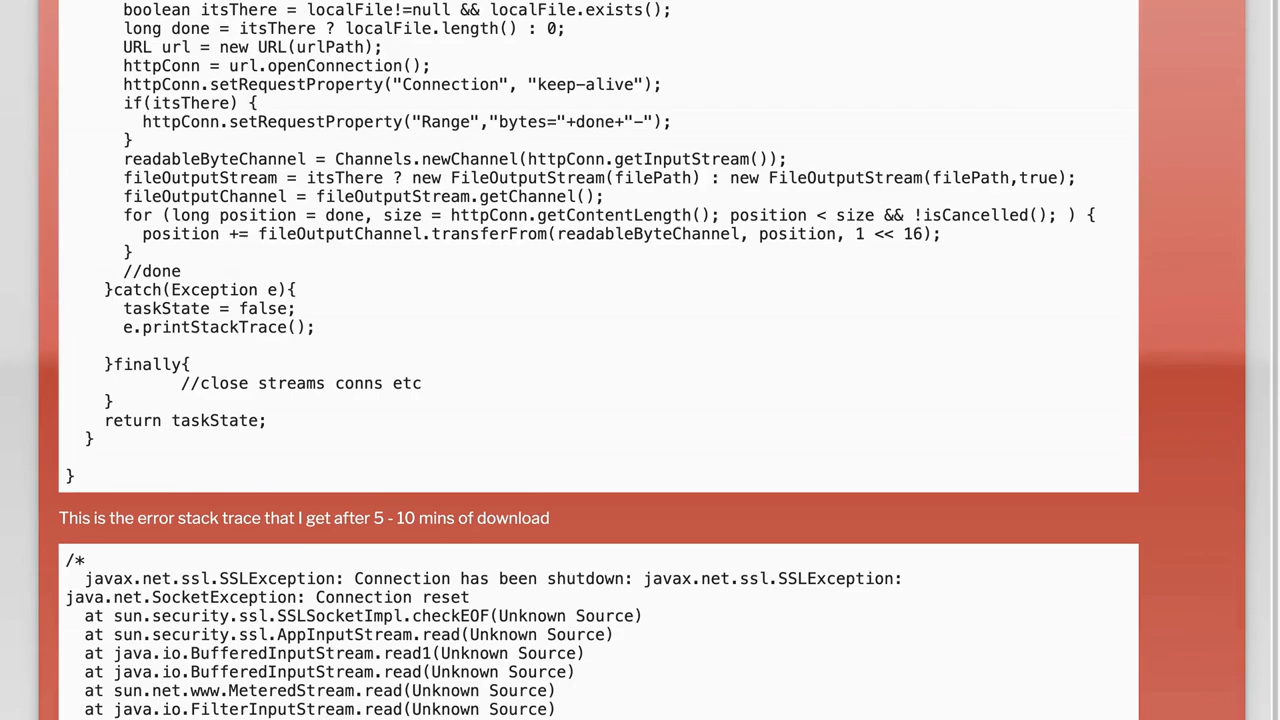 boolean itsThere = localFile!=null && localFile.exists();
long done = itsThere ? localFile.length() : 0;
URL url = new URL(urlPath);
httpConn = url.openConnection();
httpConn.setRequestProperty("Connection", "keep-alive");
if(itsThere) {
httpConn.setRequestProperty("Range","bytes="+done+"-");
}
readableByteChannel = Channels.newChannel(httpConn.getInputStream());
fileOutputStream = itsThere ? new FileOutputStream(filePath) : new FileOutputStream(filePath,true);
fileOutputChannel = fileOutputStream.getChannel();
for (long position = done, size = httpConn.getContentLength(); position < size && !isCancelled(); ) {
position += fileOutputChannel.transferFrom(readableByteChannel, position, 1 << 16);
}
//done
}catch(Exception e){
taskState = false;
e.printStackTrace();
}finally{
//close streams conns etc
}
return taskState;
}
}
This is the error stack trace that I get after 5 - 10 mins of download
/*
javax.net.ssl.SSLException: Connection has been shutdown: javax.net.ssl.SSLException:
java.net.SocketException: Connection reset
at sun.security.ssl.SSLSocketImpl.checkEOF(Unknown Source)
at sun.security.ssl.AppInputStream.read(Unknown Source)
at java.io.BufferedInputStream.read1(Unknown Source)
at java.io.BufferedInputStream.read(Unknown Source)
at sun.net.www.MeteredStream.read(Unknown Source)
at java.io.FilterInputStream.read(Unknown Source)